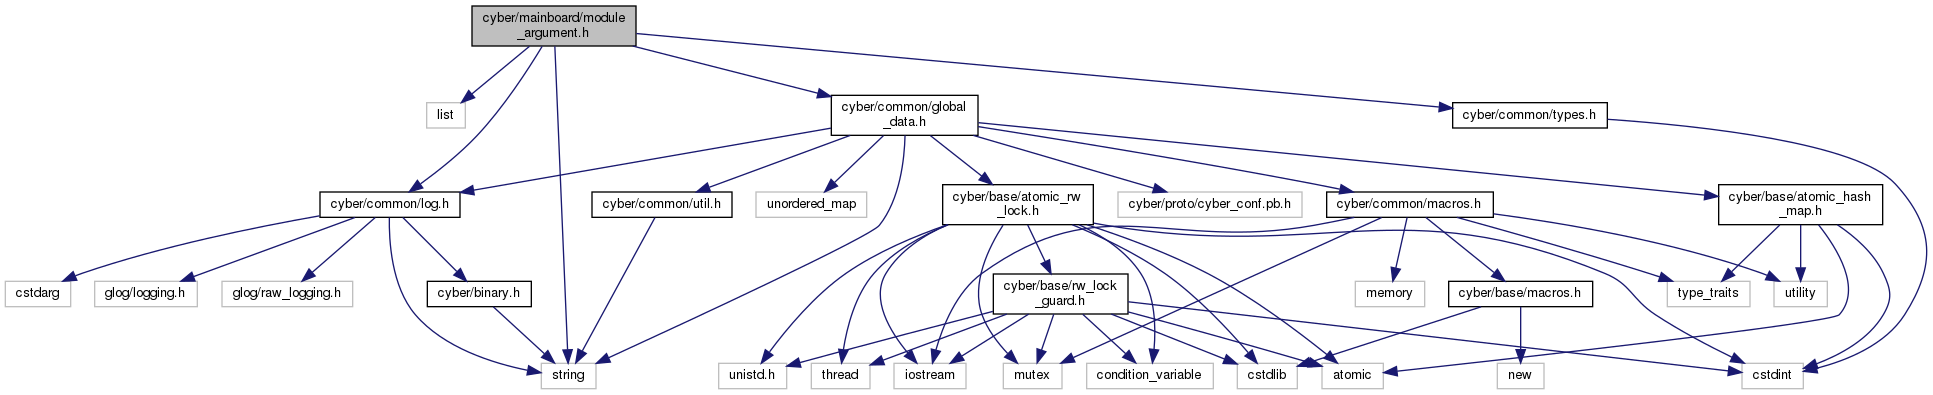 cyber/mainboard/module
_argument.h
list
cyber/common/global
_data.h
cyber/common/types.h
cyber/common/log.h
cyber/common/util.h
unordered_map
cyber/base/atomic_rw
_lock.h
cyber/proto/cyber_conf.pb.h
cyber/common/macros.h
cyber/base/atomic_hash
_map.h
cstdarg
glog/logging.h
glog/raw_logging.h
cyber/binary.h
cyber/base/rw_lock
_guard.h
memory
cyber/base/macros.h
type_traits
utility
string
unistd.h
thread
iostream
mutex
condition_variable
cstdlib
atomic
new
cstdint